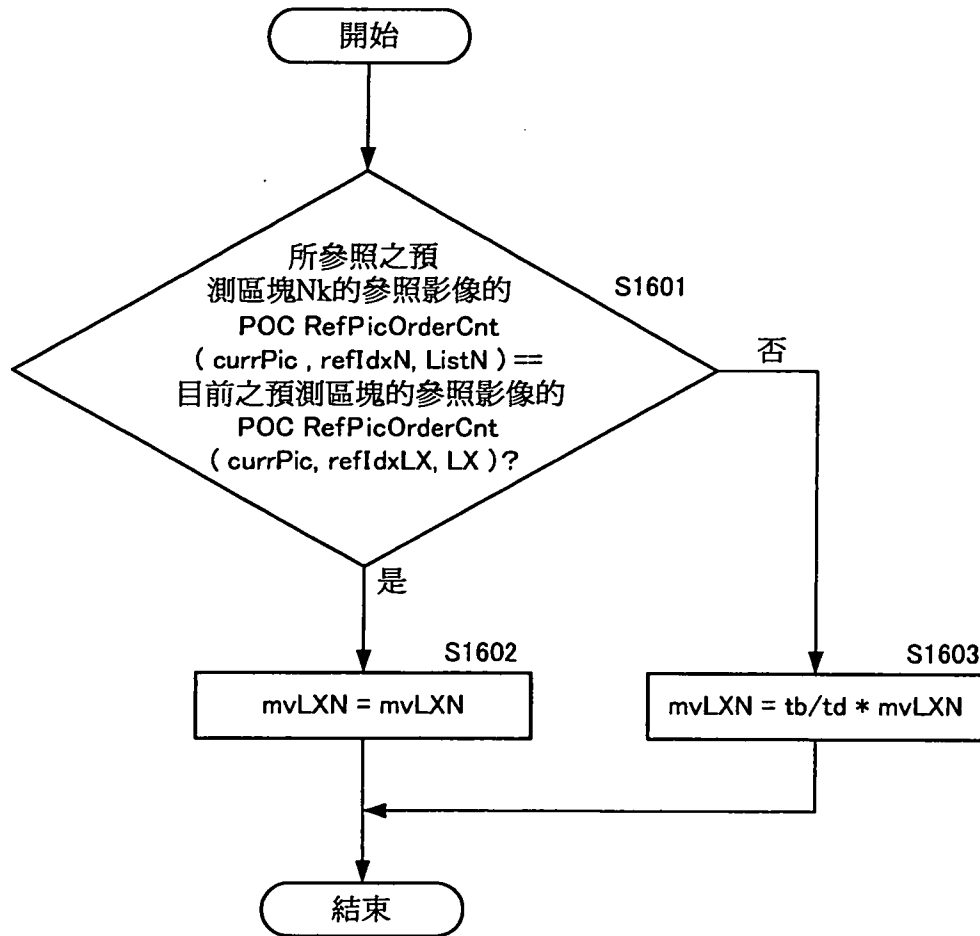 開始
所參照之預
測區塊Nk的參照影像的
POC RefPicOrderCnt
( currPic , refIdxN, ListN ) ==
目前之預測區塊的參照影像的
POC RefPicOrderCnt
( currPic, refIdxLX, LX ) ?
S1601
否
是
S1602
mvLXN = mvLXN
S1603
mvLXN = tb/td * mvLXN
結束